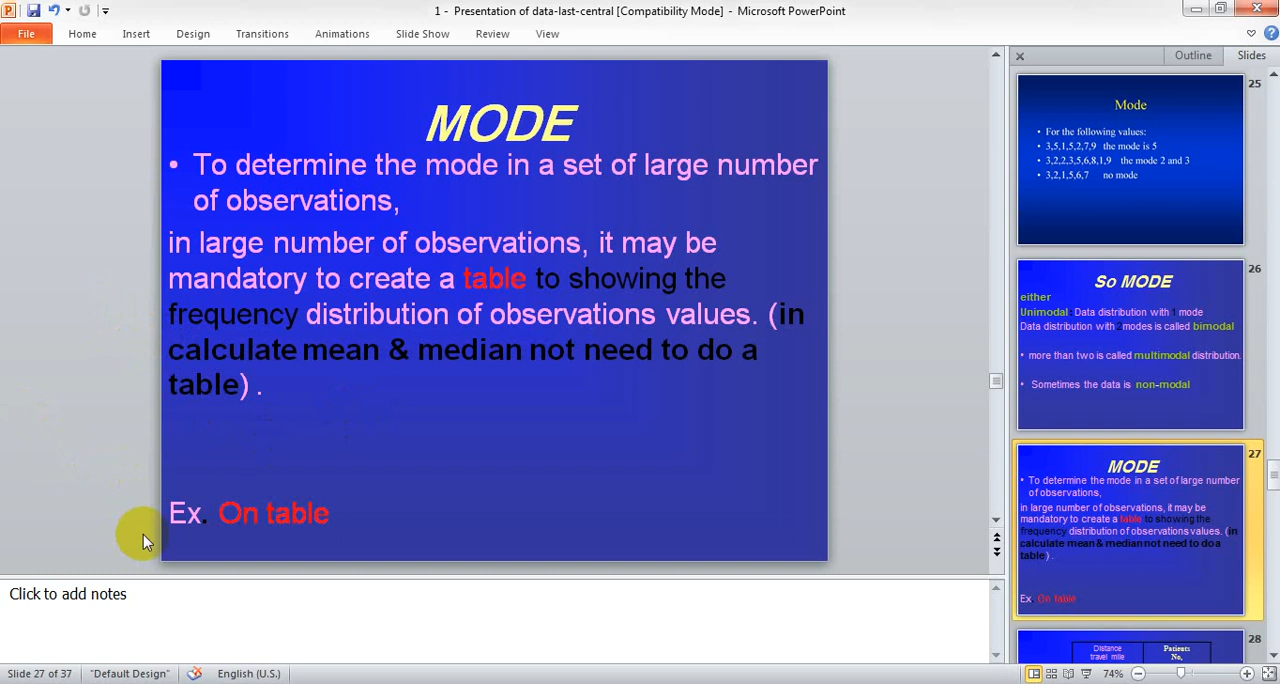 1 - Presentation of data-last-central [Compatibility Mode] - Microsoft PowerPoint
File Home Insert Design Transitions Animations Slide Show Review View
MODE
• To determine the mode in a set of large number
of observations,
in large number of observations, it may be
mandatory to create a table to showing the
frequency distribution of observations values. (in
calculate mean & median not need to do a
table) .
Ex. On table
Click to add notes
Outline Slides
25
Mode
• For the following values:
• 3,5,1,5,2,7,9 the mode is 5
• 3,2,2,3,5,6,8,1,9 the mode 2 and 3
• 3,2,1,5,6,7 no mode
26
So MODE
either
Unimodal: Data distribution with 1 mode
Data distribution with 2 modes is called bimodal
• more than two is called multimodal distribution.
• Sometimes the data is non-modal
27
MODE
• To determine the mode in a set of large number
of observations,
in large number of observations, it may be
mandatory to create a table to showing the
frequency distribution of observations values. (in
calculate mean & median not need to do a
table) .
Ex. On table
28
Distance Patients
travel mile No,
Slide 27 of 37 "Default Design" English (U.S.) 74%